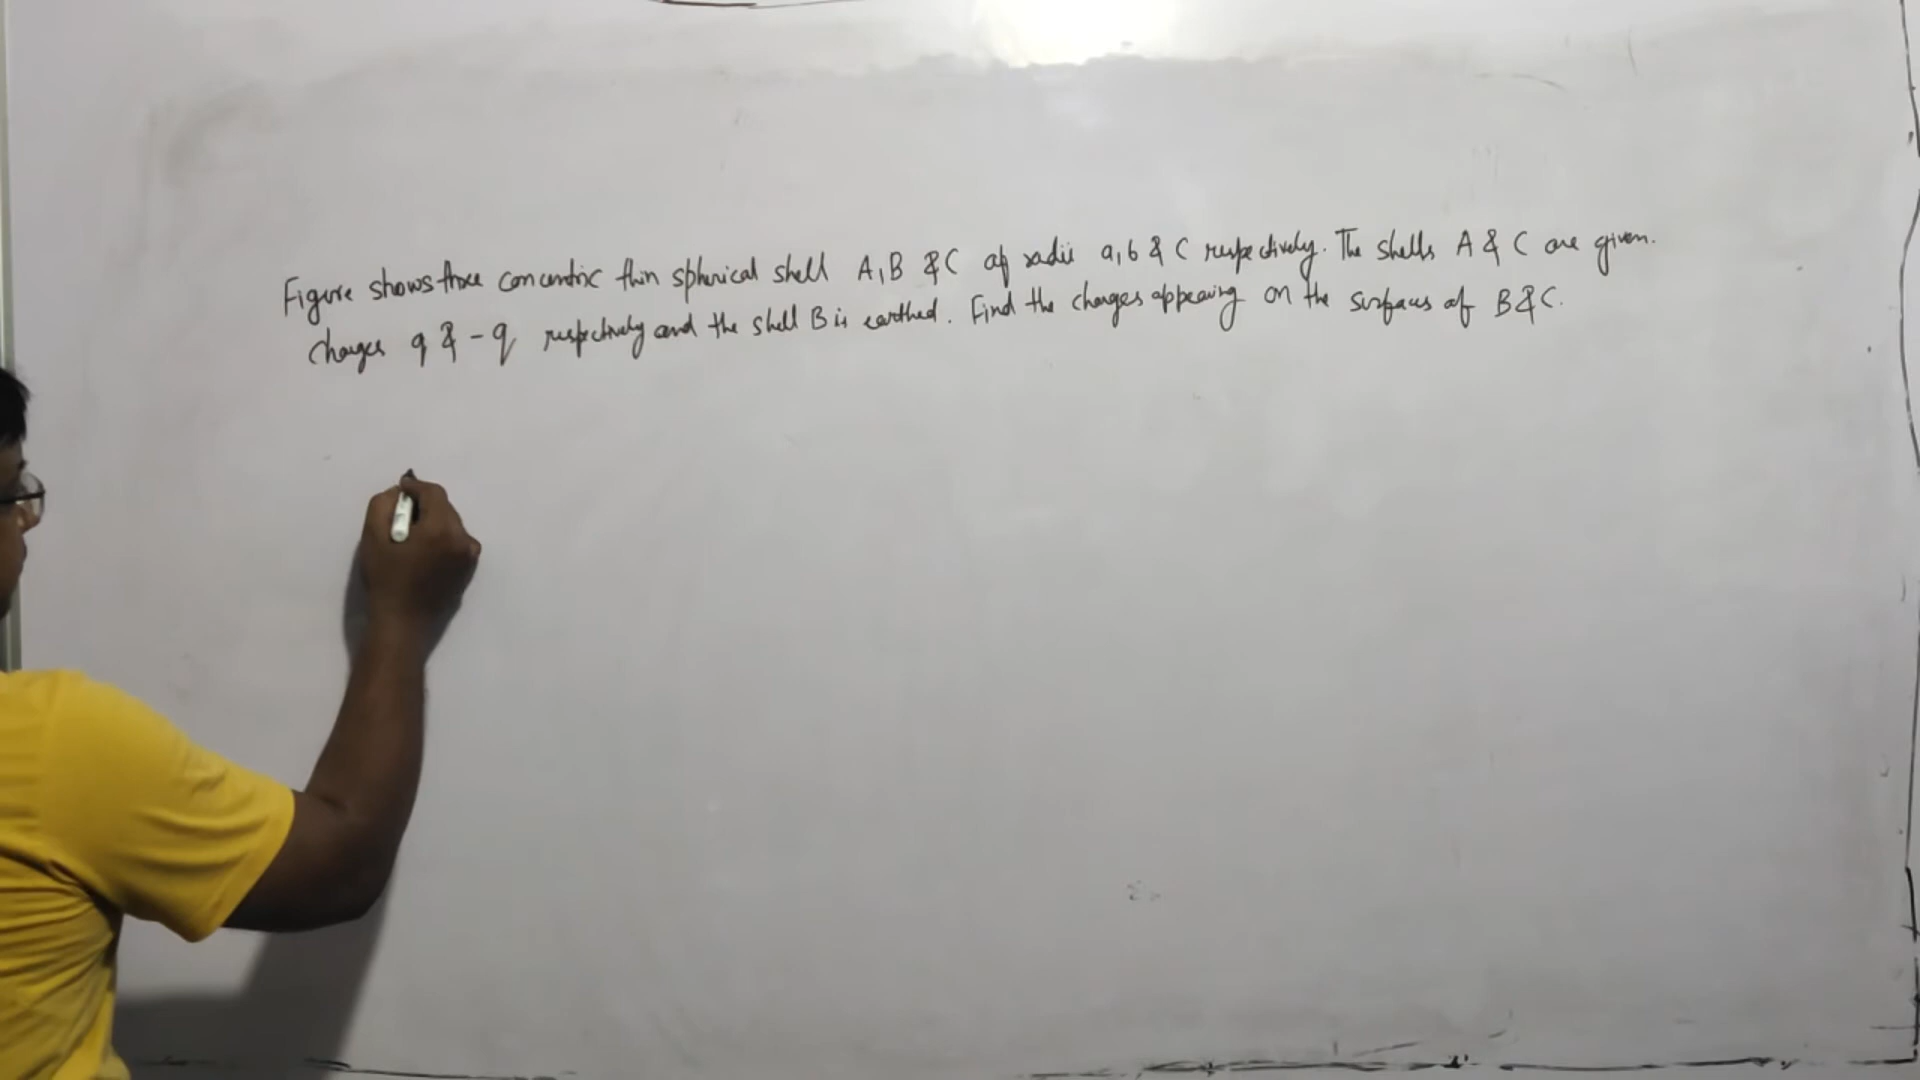 Figure shows three concentric thin spherical shell A, B & C of radii a, b & c respectively. The shells A & C are given.
charges q & - q respectively and the shell B is earthed. Find the charges appearing on the surfaces of B & C.